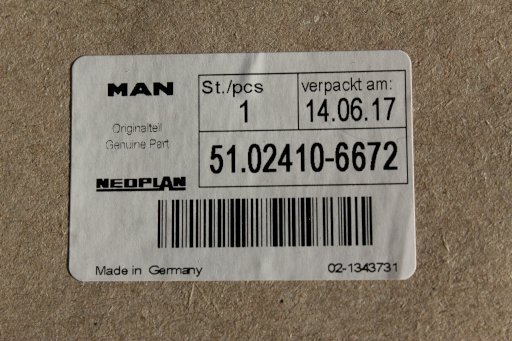 MAN
St./pcs
1
verpackt am:
14.06.17
Originalteil
Genuine Part
51.02410-6672
NEOPLAN
Made in Germany
02-1343731